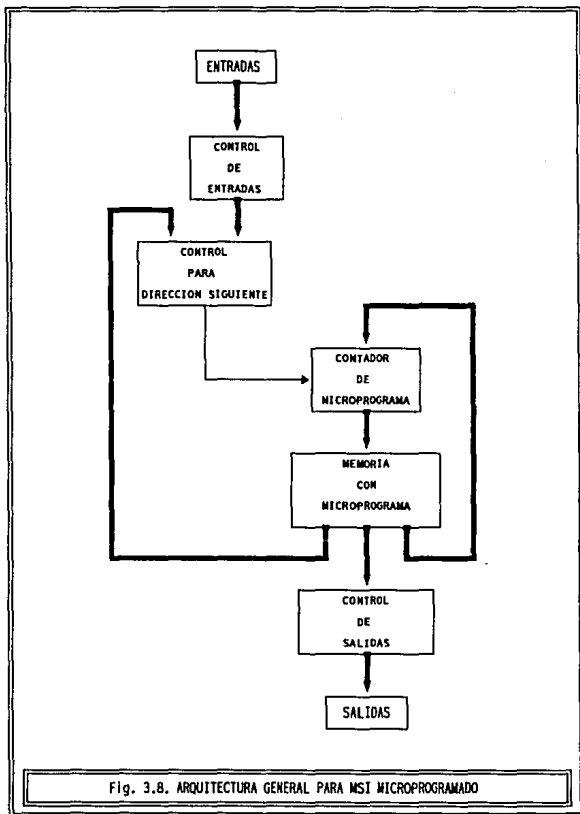 ENTRADAS
CONTROL
DE
ENTRADAS
CONTROL
PARA
DIRECCION SIGUIENTE
CONTADOR
DE
MICROPROGRAMA
MEMORIA
CON
MICROPROGRAMA
CONTROL
DE
SALIDAS
SALIDAS
Fig. 3.8. ARQUITECTURA GENERAL PARA MSI MICROPROGRAMADO